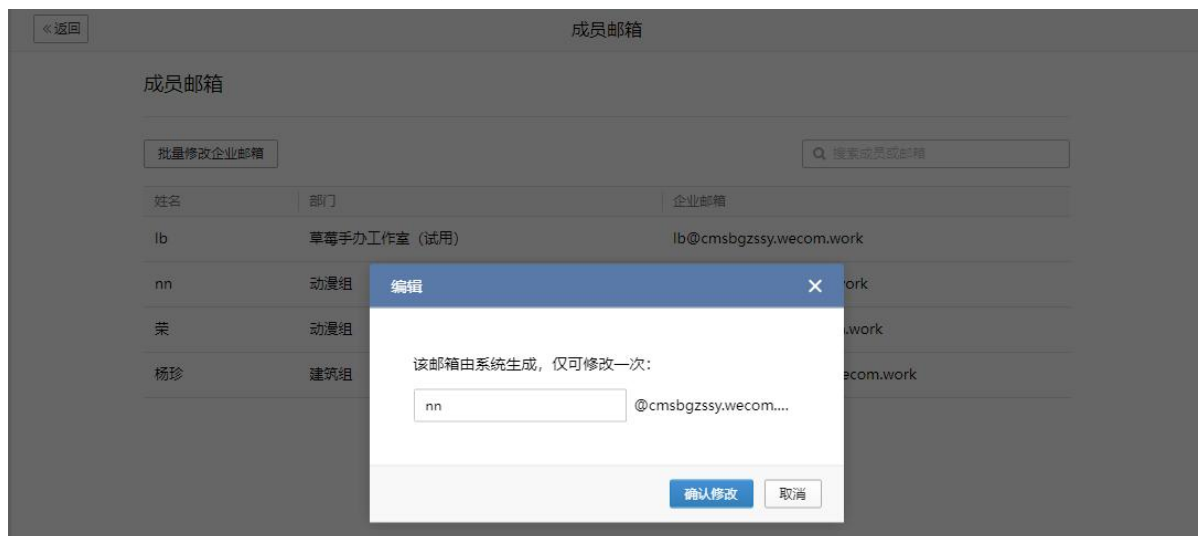 ≪返回
成员邮箱
成员邮箱
批量修改企业邮箱
搜索成员或邮箱
姓名 部门 企业邮箱
lb 草莓手办工作室（试用） lb@cmsbgzssy.wecom.work
nn 动漫组 ork
荣 动漫组 .work
杨珍 建筑组 ecom.work
编辑
该邮箱由系统生成，仅可修改一次：
nn @cmsbgzssy.wecom....
确认修改 取消